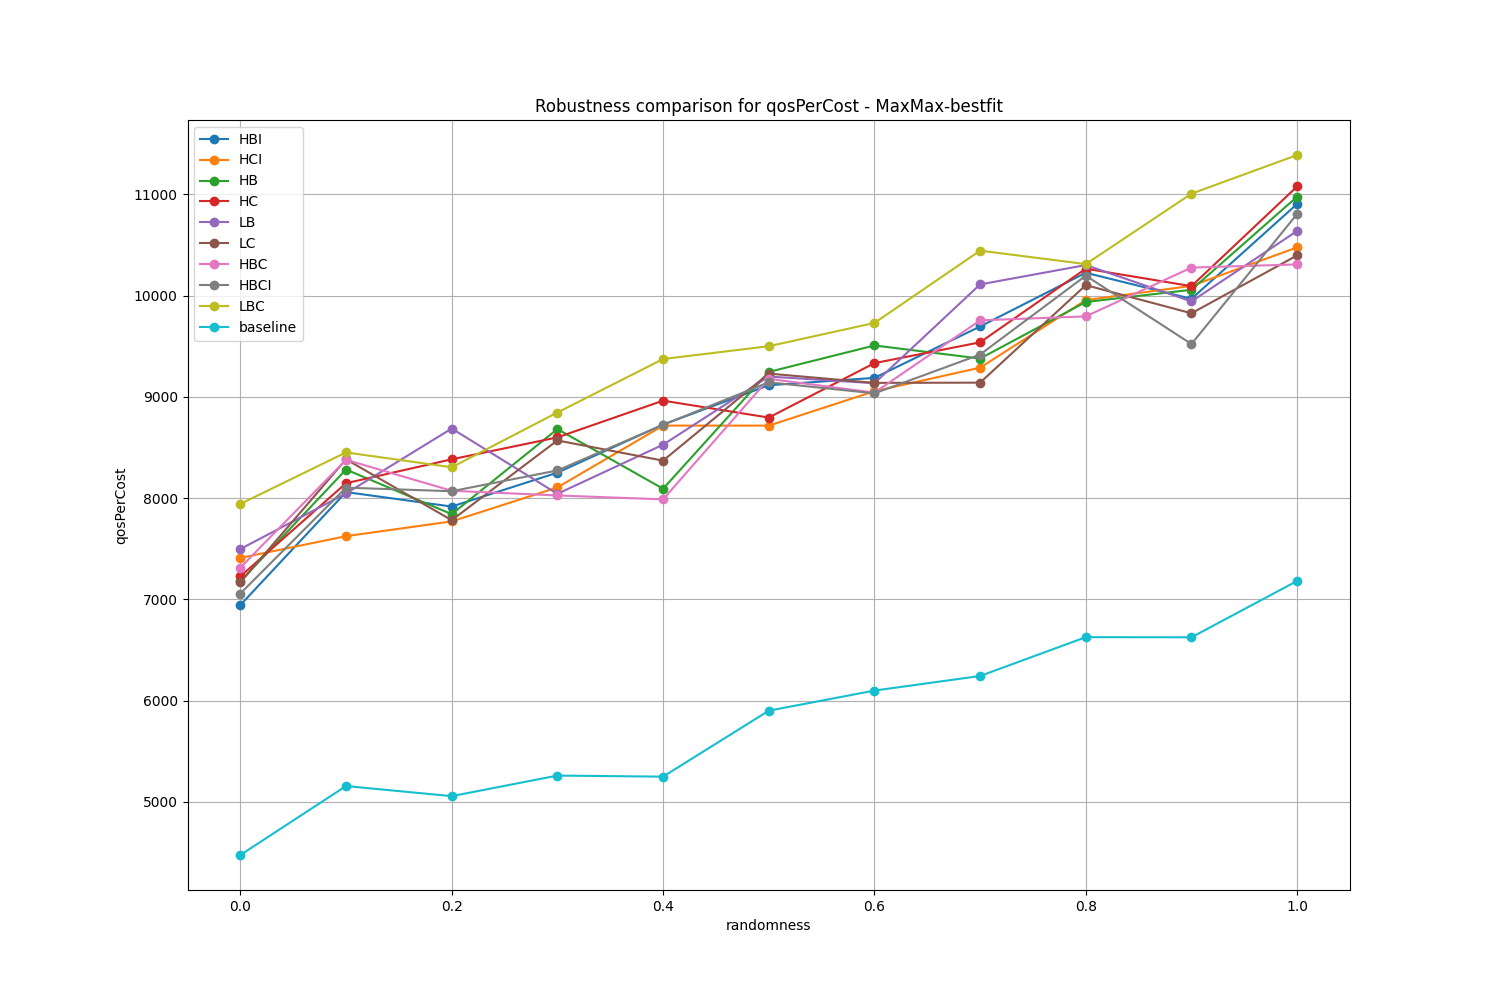 Robustness comparison for qosPerCost - MaxMax-bestfit
HBI
HCI
HB
HC
LB
LC
HBC
HBCI
LBC
baseline
11000
10000
9000
8000
7000
6000
5000
qosPerCost
0.0 0.2 0.4 0.6 0.8 1.0
randomness